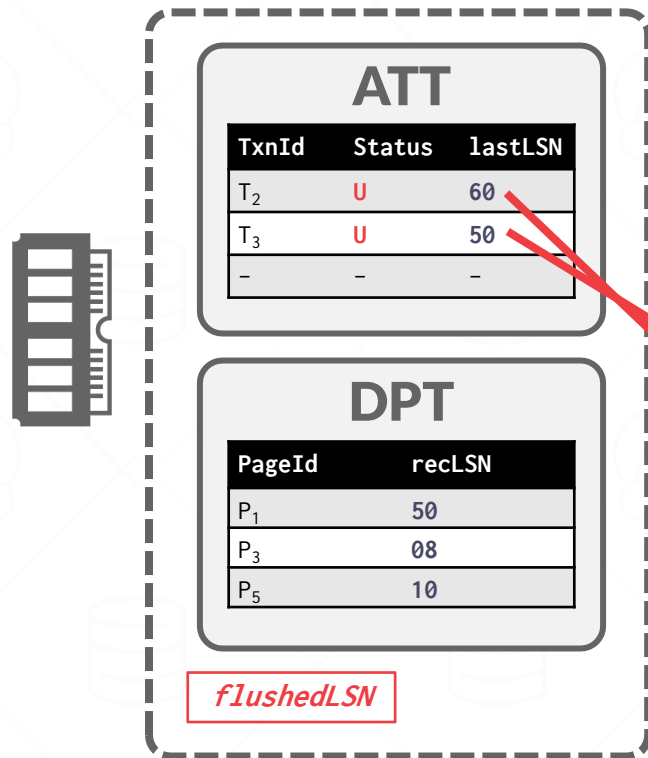 ATT
TxnId Status lastLSN
T₂ U 60
T₃ U 50
- - -
DPT
PageId recLSN
P₁ 50
P₃ 08
P₅ 10
flushedLSN